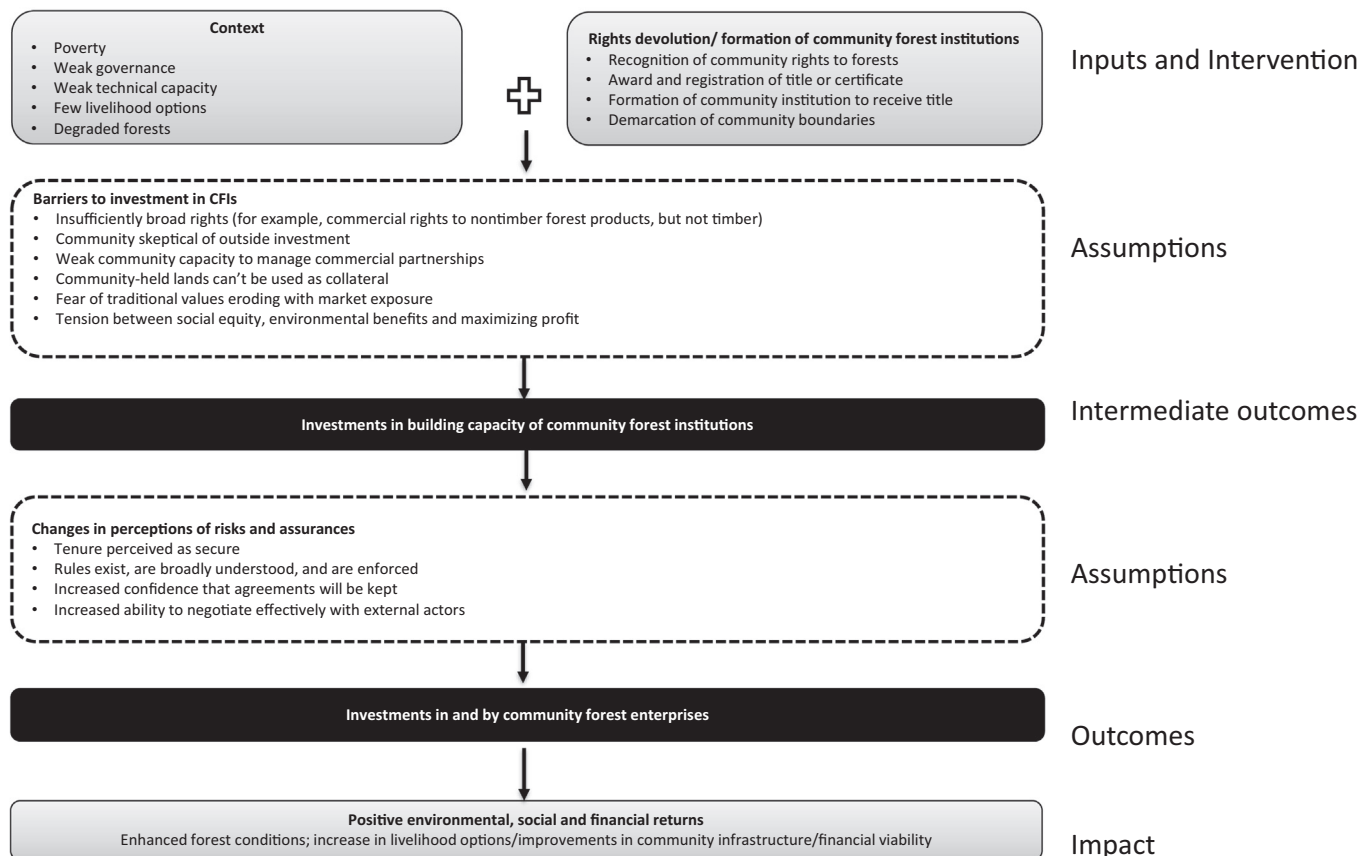 Context
• Poverty
• Weak governance
• Weak technical capacity
• Few livelihood options
• Degraded forests
Rights devolution/ formation of community forest institutions
• Recognition of community rights to forests
• Award and registration of title or certificate
• Formation of community institution to receive title
• Demarcation of community boundaries
Inputs and Intervention
Barriers to investment in CFIs
• Insufficiently broad rights (for example, commercial rights to nontimber forest products, but not timber)
• Community skeptical of outside investment
• Weak community capacity to manage commercial partnerships
• Community-held lands can’t be used as collateral
• Fear of traditional values eroding with market exposure
• Tension between social equity, environmental benefits and maximizing profit
Assumptions
Investments in building capacity of community forest institutions
Intermediate outcomes
Changes in perceptions of risks and assurances
• Tenure perceived as secure
• Rules exist, are broadly understood, and are enforced
• Increased confidence that agreements will be kept
• Increased ability to negotiate effectively with external actors
Assumptions
Investments in and by community forest enterprises
Outcomes
Positive environmental, social and financial returns
Enhanced forest conditions; increase in livelihood options/improvements in community infrastructure/financial viability
Impact